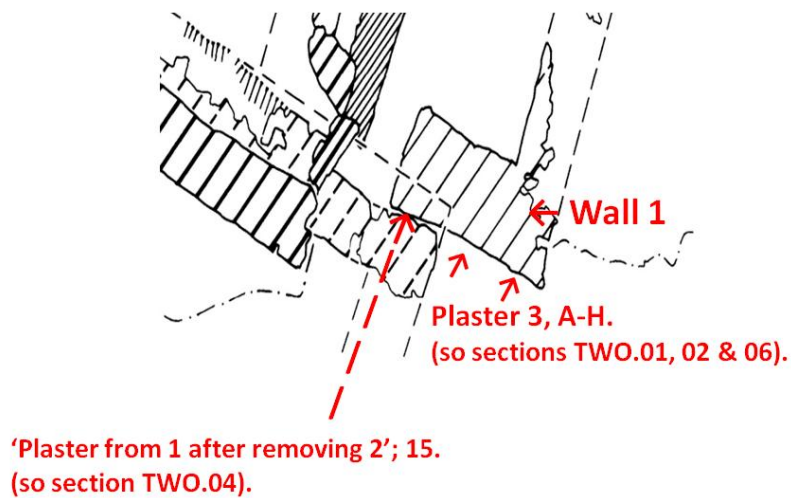 Wall 1
Plaster 3, A-H.
(so sections TWO.01, 02 & 06).
‘Plaster from 1 after removing 2’; 15.
(so section TWO.04).